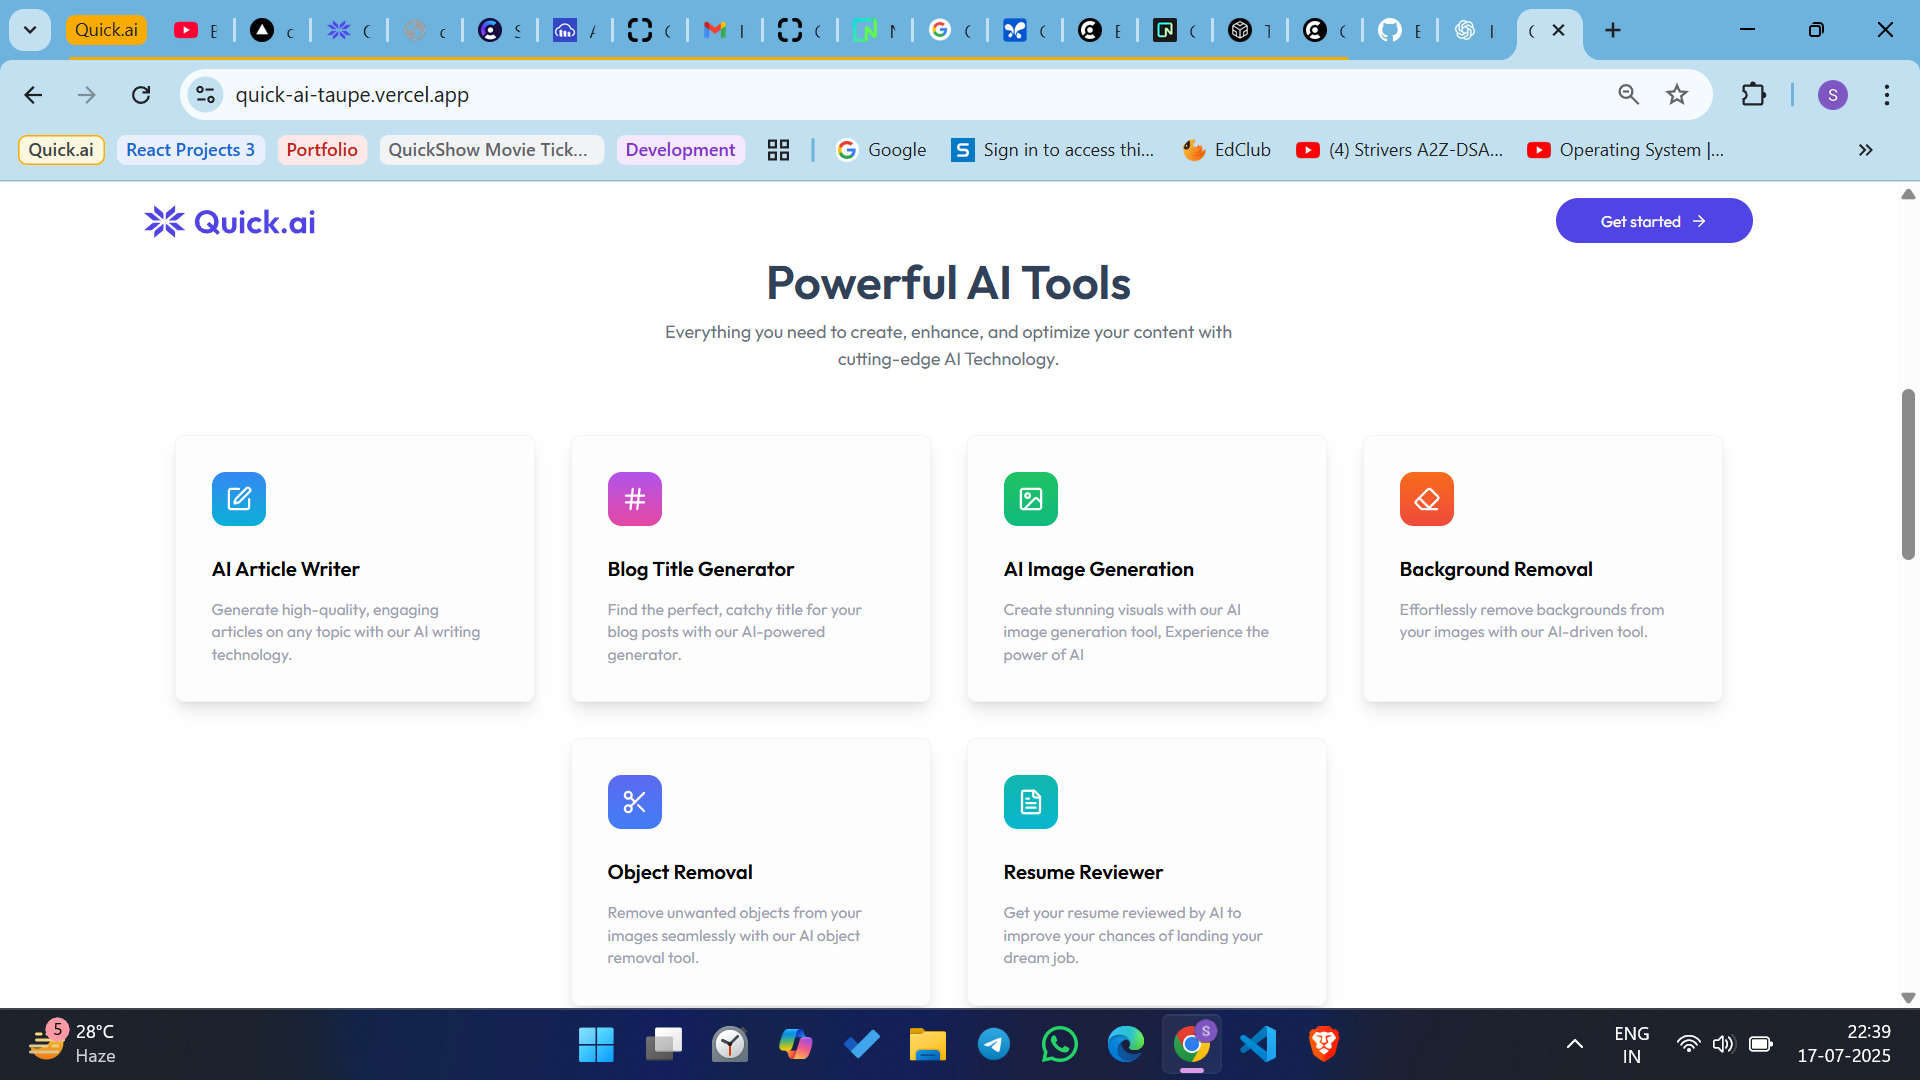 Quick.ai
quick-ai-taupe.vercel.app
S
Quick.ai
React Projects 3
Portfolio
QuickShow Movie Tick...
Development
Google
Sign in to access thi...
EdClub
(4) Strivers A2Z-DSA...
Operating System |...
Quick.ai
Get started
Powerful AI Tools
Everything you need to create, enhance, and optimize your content with
cutting-edge AI Technology.
AI Article Writer
Generate high-quality, engaging
articles on any topic with our AI writing
technology.
Blog Title Generator
Find the perfect, catchy title for your
blog posts with our AI-powered
generator.
AI Image Generation
Create stunning visuals with our AI
image generation tool, Experience the
power of AI
Background Removal
Effortlessly remove backgrounds from
your images with our AI-driven tool.
Object Removal
Remove unwanted objects from your
images seamlessly with our AI object
removal tool.
Resume Reviewer
Get your resume reviewed by AI to
improve your chances of landing your
dream job.
5
28°C
Haze
S
ENG
IN
22:39
17-07-2025